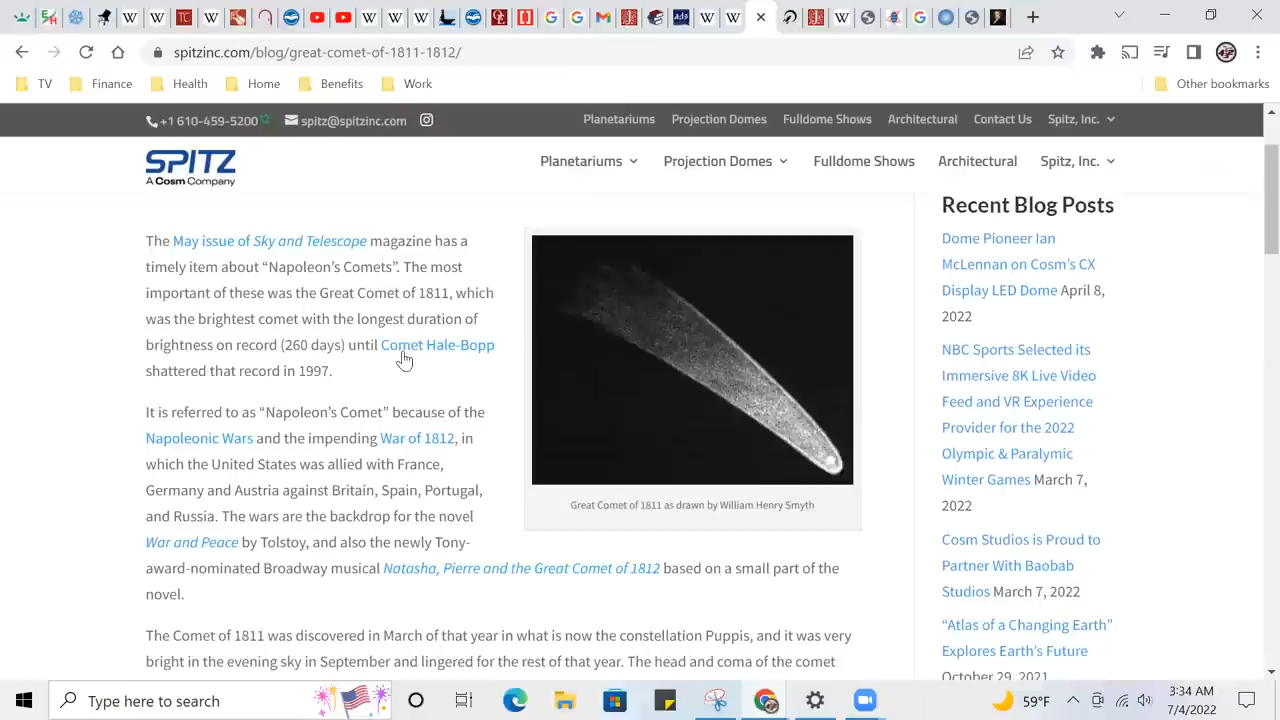 spitzinc.com/blog/great-comet-of-1811-1812/
TV
Finance
Health
Home
Benefits
Work
Other bookmarks
+1 610-459-5200
spitz@spitzinc.com
Planetariums
Projection Domes
Fulldome Shows
Architectural
Contact Us
Spitz, Inc.
SPITZ
A Cosm Company
Planetariums
Projection Domes
Fulldome Shows
Architectural
Spitz, Inc.
The May issue of Sky and Telescope magazine has a
timely item about “Napoleon’s Comets”. The most
important of these was the Great Comet of 1811, which
was the brightest comet with the longest duration of
brightness on record (260 days) until Comet Hale-Bopp
shattered that record in 1997.
It is referred to as “Napoleon’s Comet” because of the
Napoleonic Wars and the impending War of 1812, in
which the United States was allied with France,
Germany and Austria against Britain, Spain, Portugal,
and Russia. The wars are the backdrop for the novel
War and Peace by Tolstoy, and also the newly Tony-
award-nominated Broadway musical Natasha, Pierre and the Great Comet of 1812 based on a small part of the
novel.
The Comet of 1811 was discovered in March of that year in what is now the constellation Puppis, and it was very
bright in the evening sky in September and lingered for the rest of that year. The head and coma of the comet
Great Comet of 1811 as drawn by William Henry Smyth
Recent Blog Posts
Dome Pioneer Ian
McLennan on Cosm’s CX
Display LED Dome April 8,
2022
NBC Sports Selected its
Immersive 8K Live Video
Feed and VR Experience
Provider for the 2022
Olympic & Paralympic
Winter Games March 7,
2022
Cosm Studios is Proud to
Partner With Baobab
Studios March 7, 2022
“Atlas of a Changing Earth”
Explores Earth’s Future
October 29, 2021
Type here to search
59°F
3:34 AM
7/4/2022